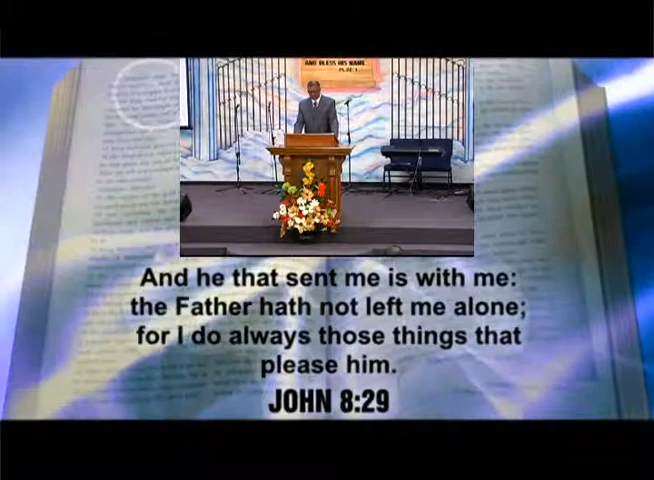 AND BLESS HIS NAME.
And he that sent me is with me:
the Father hath not left me alone;
for I do always those things that
please him.
JOHN 8:29